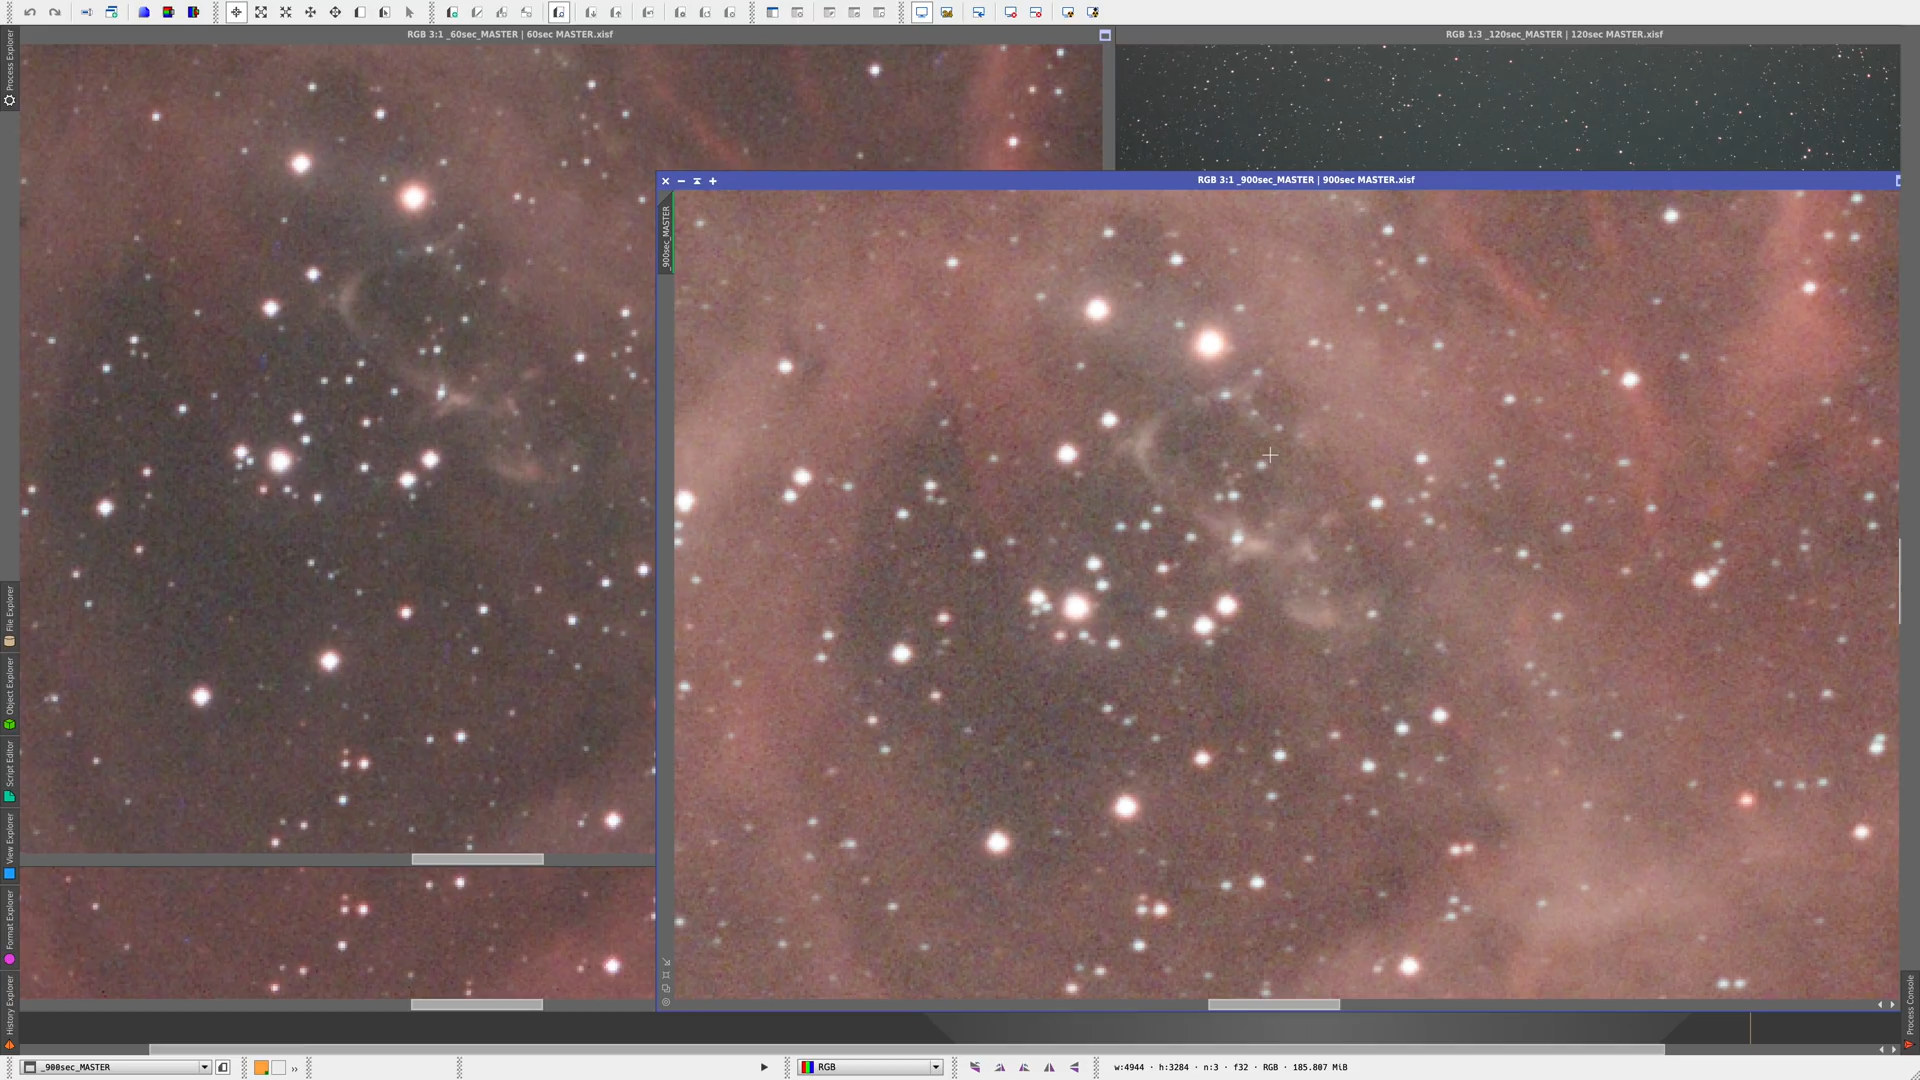 RGB 3:1 _60sec_MASTER | 60sec MASTER.xisf
RGB 1:3 _120sec_MASTER | 120sec MASTER.xisf
RGB 3:1 _900sec_MASTER | 900sec MASTER.xisf
_900sec_MASTER
Process Explorer
File Explorer
Object Explorer
Script Editor
View Explorer
Format Explorer
History Explorer
Process Console
_900sec_MASTER
RGB
w:4944 · h:3284 · n:3 · f32 · RGB · 185.807 MiB